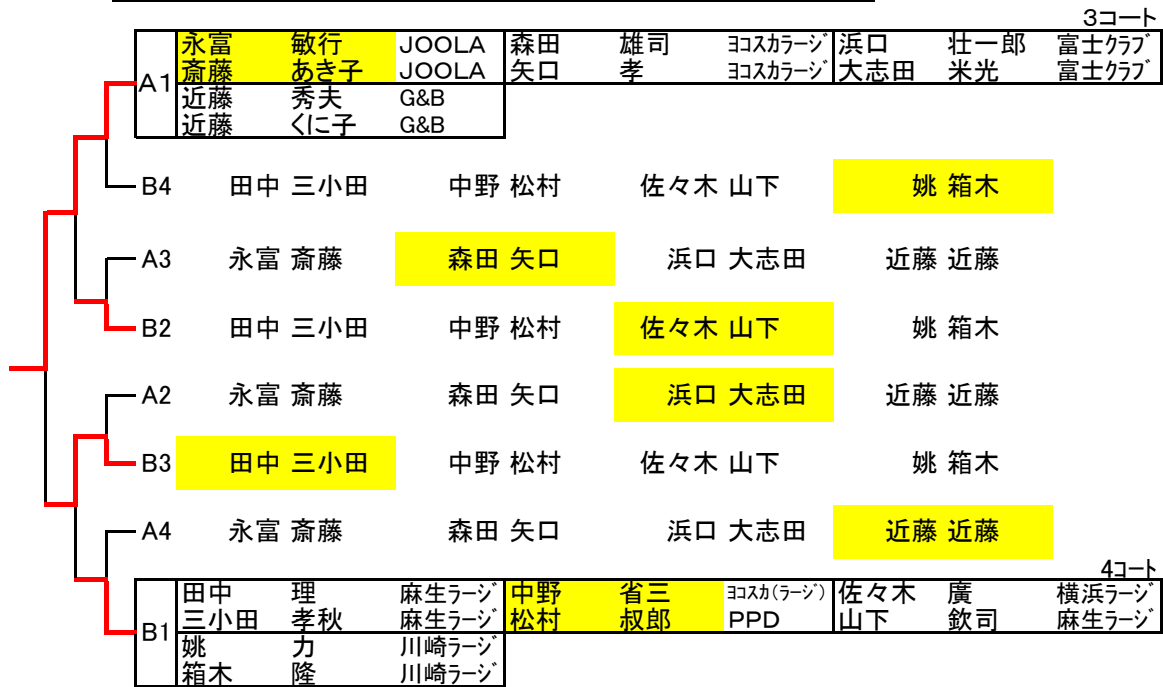 3コート
A1 永富 敏行 JOOLA 森田 雄司 ﾖｺｽｶﾗｰｼﾞ 浜口 壮一郎 富士ｸﾗﾌﾞ
斎藤 あき子 JOOLA 矢口 孝 ﾖｺｽｶﾗｰｼﾞ 大志田 米光 富士ｸﾗﾌﾞ
近藤 秀夫 G&B
近藤 くに子 G&B
B4 田中 三小田 中野 松村 佐々木 山下 姚 箱木
A3 永富 斎藤 森田 矢口 浜口 大志田 近藤 近藤
B2 田中 三小田 中野 松村 佐々木 山下 姚 箱木
A2 永富 斎藤 森田 矢口 浜口 大志田 近藤 近藤
B3 田中 三小田 中野 松村 佐々木 山下 姚 箱木
A4 永富 斎藤 森田 矢口 浜口 大志田 近藤 近藤
4コート
B1 田中 理 麻生ﾗｰｼﾞ 中野 省三 ﾖｺｽｶ(ﾗｰｼﾞ) 佐々木 廣 横浜ﾗｰｼﾞ
三小田 孝秋 麻生ﾗｰｼﾞ 松村 叔郎 PPD 山下 欽司 麻生ﾗｰｼﾞ
姚 力 川崎ﾗｰｼﾞ
箱木 隆 川崎ﾗｰｼﾞ